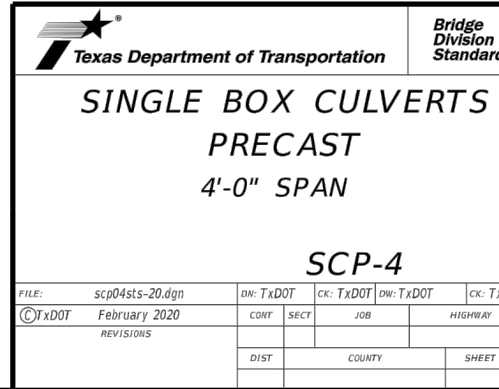 ®
Texas Department of Transportation
Bridge
Division
Standard
SINGLE BOX CULVERTS
PRECAST
4'-0" SPAN
SCP-4
FILE: scp04sts-20.dgn DN: TxDOT CK: TxDOT DW: TxDOT CK:
©TxDOT February 2020 CONT SECT JOB HIGHWAY
REVISIONS
DIST COUNTY SHEET